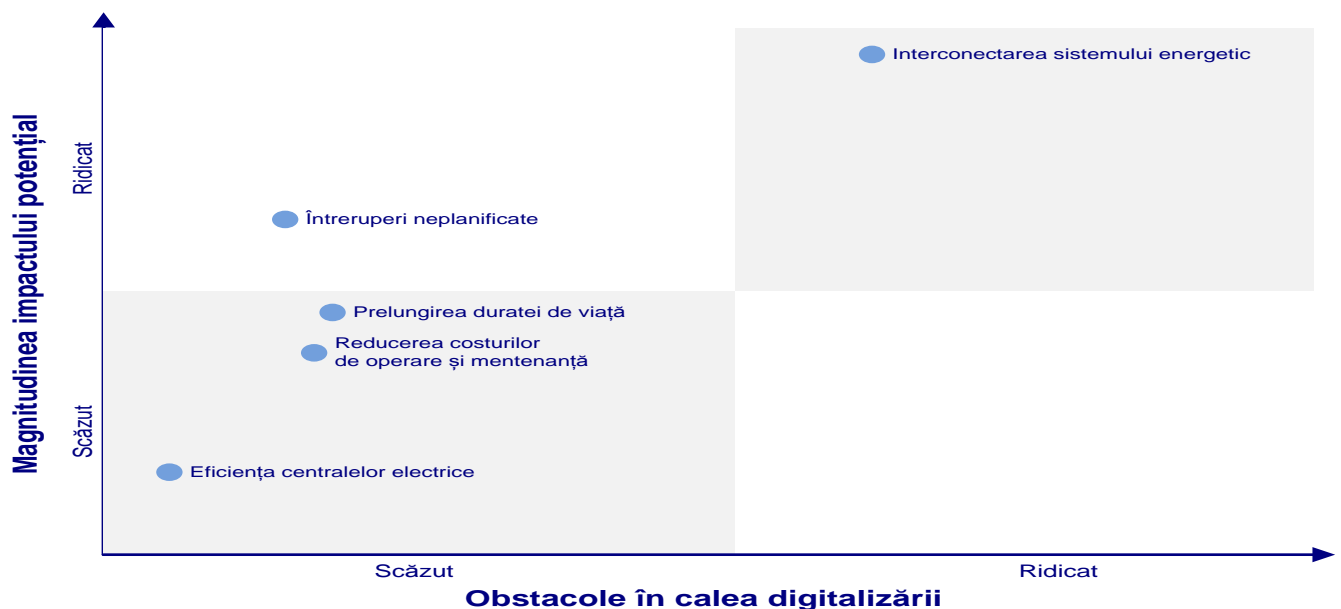 Magnitudinea impactului potențial
Ridicat
Scăzut
Interconectarea sistemului energetic
Întreruperi neplanificate
Prelungirea duratei de viață
Reducerea costurilor
de operare și mentenanță
Eficiența centralelor electrice
Scăzut
Ridicat
Obstacole în calea digitalizării